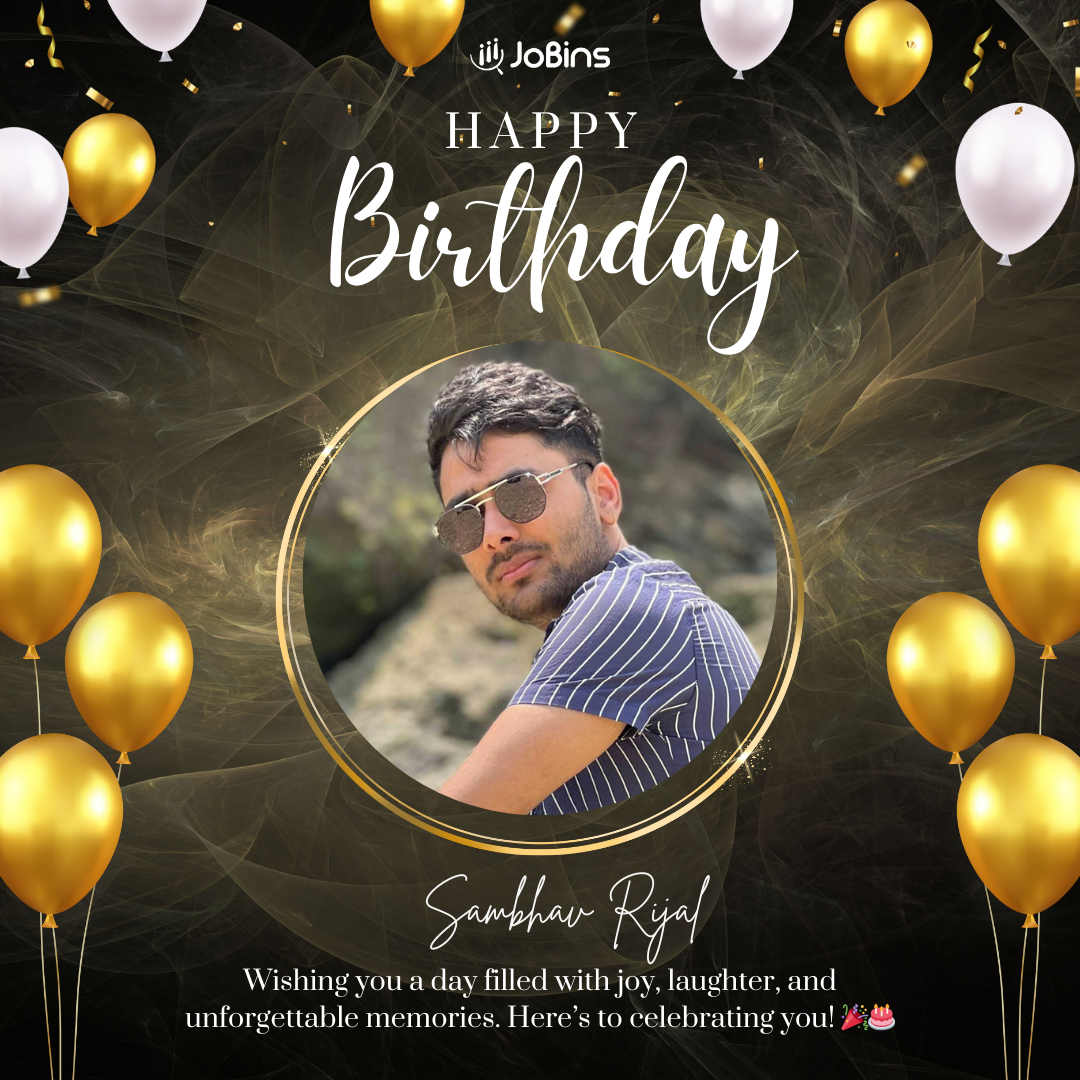 JoBins
HAPPY
Birthday
Sambhav Rijal
Wishing you a day filled with joy, laughter, and
unforgettable memories. Here’s to celebrating you! 🎉🎂